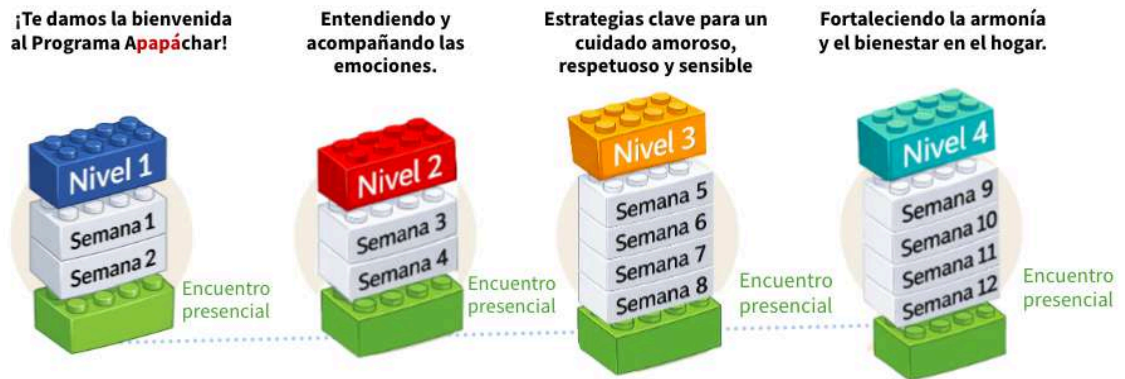 ¡Te damos la bienvenida
al Programa Apapáchar!
Nivel 1
Semana 1
Semana 2
Encuentro
presencial
Entendiendo y
acompañando las
emociones.
Nivel 2
Semana 3
Semana 4
Encuentro
presencial
Estrategias clave para un
cuidado amoroso,
respetuoso y sensible
Nivel 3
Semana 5
Semana 6
Semana 7
Semana 8
Encuentro
presencial
Fortaleciendo la armonía
y el bienestar en el hogar.
Nivel 4
Semana 9
Semana 10
Semana 11
Semana 12
Encuentro
presencial